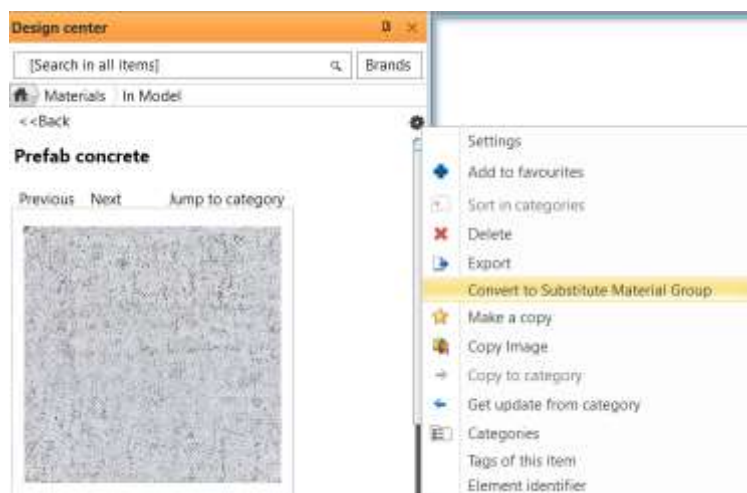 Design center
[Search in all items]
Brands
Materials In Model
<<Back
Prefab concrete
Previous Next Jump to category
Settings
Add to favourites
Sort in categories
Delete
Export
Convert to Substitute Material Group
Make a copy
Copy Image
Copy to category
Get update from category
Categories
Tags of this item
Element identifier